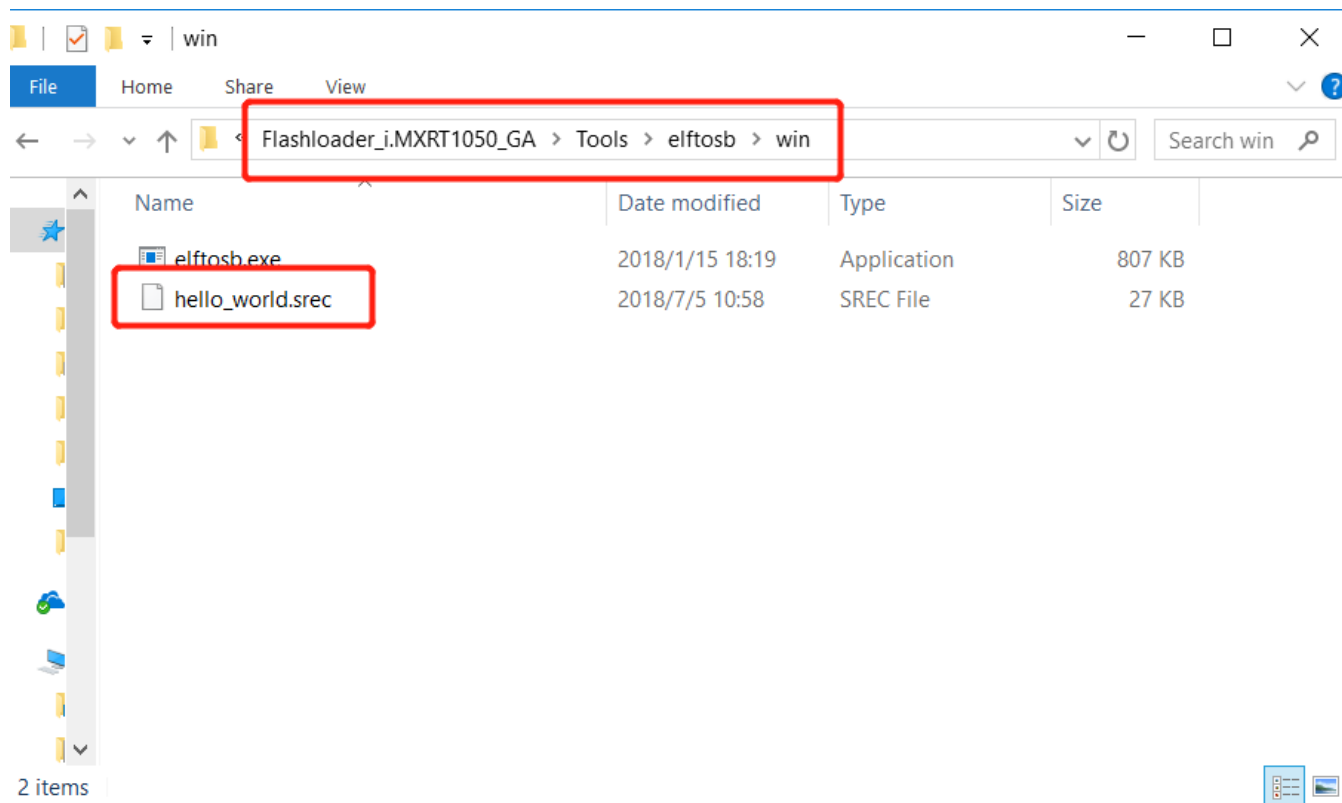 win
File Home Share View
Flashloader_i.MXRT1050_GA > Tools > elftosb > win Search win
Name Date modified Type Size
elftosb.exe 2018/1/15 18:19 Application 807 KB
hello_world.srec 2018/7/5 10:58 SREC File 27 KB
2 items